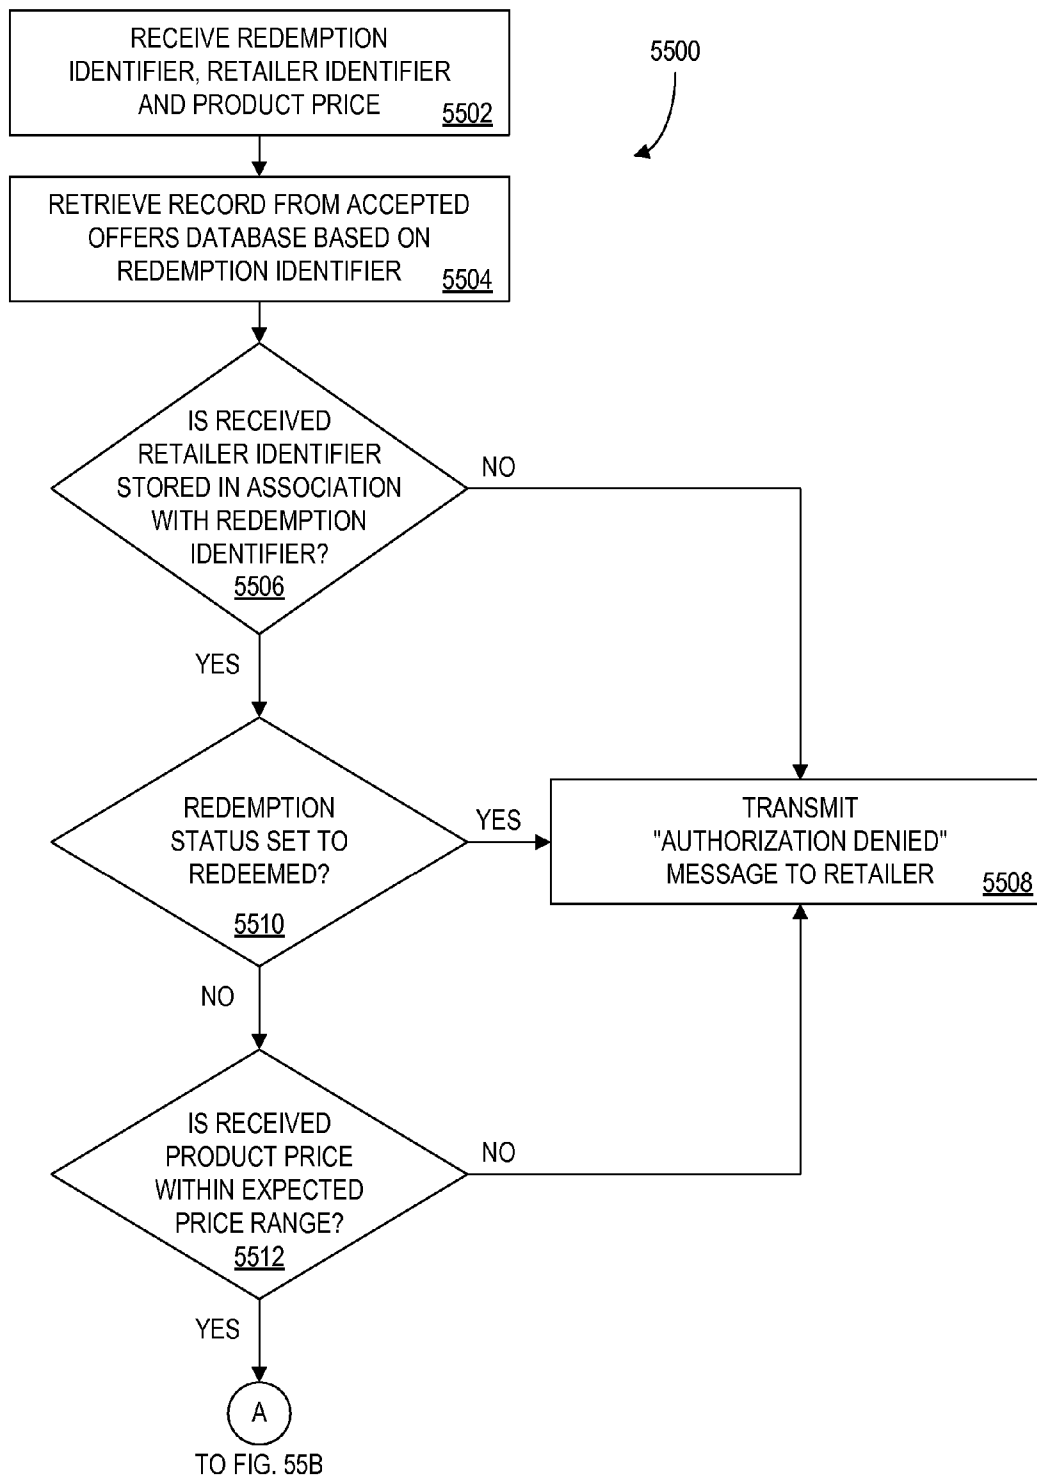 RECEIVE REDEMPTION
IDENTIFIER, RETAILER IDENTIFIER
AND PRODUCT PRICE
5502
5500
RETRIEVE RECORD FROM ACCEPTED
OFFERS DATABASE BASED ON
REDEMPTION IDENTIFIER
5504
IS RECEIVED
RETAILER IDENTIFIER
STORED IN ASSOCIATION
WITH REDEMPTION
IDENTIFIER?
5506
NO
YES
REDEMPTION
STATUS SET TO
REDEEMED?
5510
YES
TRANSMIT
"AUTHORIZATION DENIED"
MESSAGE TO RETAILER
5508
NO
IS RECEIVED
PRODUCT PRICE
WITHIN EXPECTED
PRICE RANGE?
5512
NO
YES
A
TO FIG. 55B